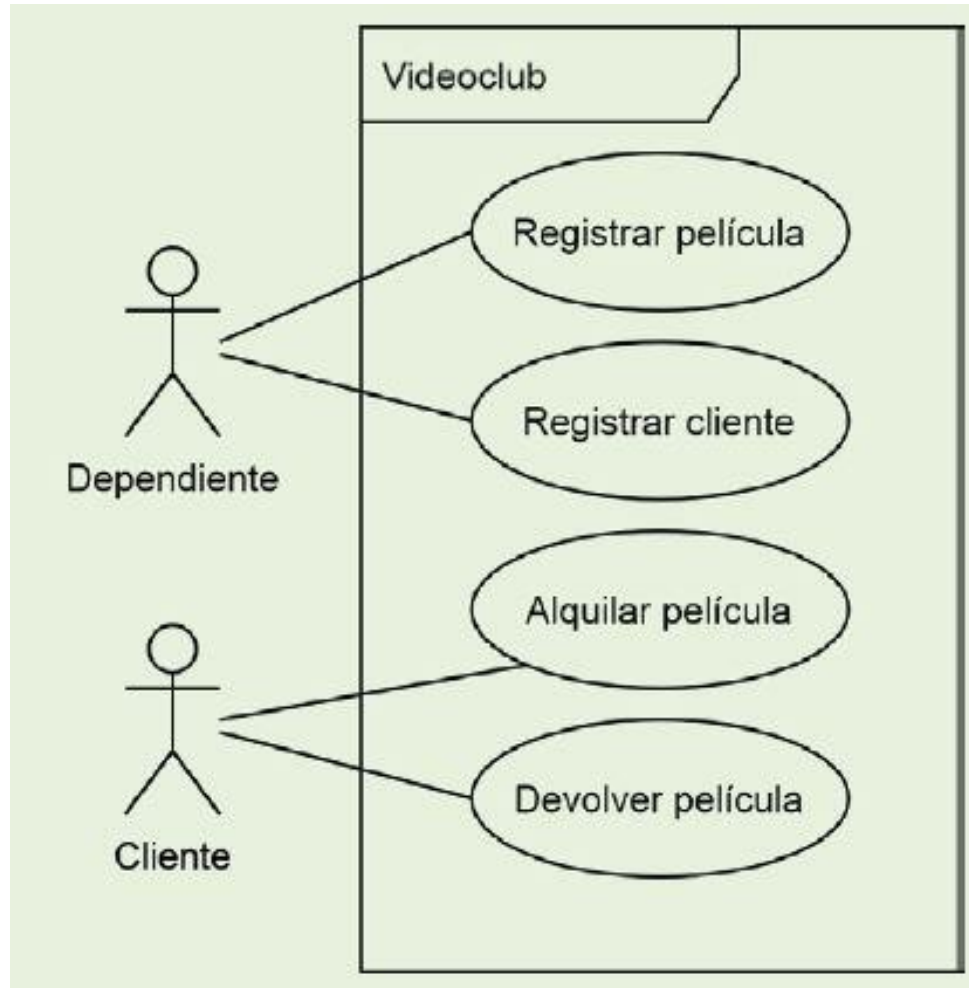 Videoclub
Registrar película
Registrar cliente
Dependiente
Alquilar película
Devolver película
Cliente